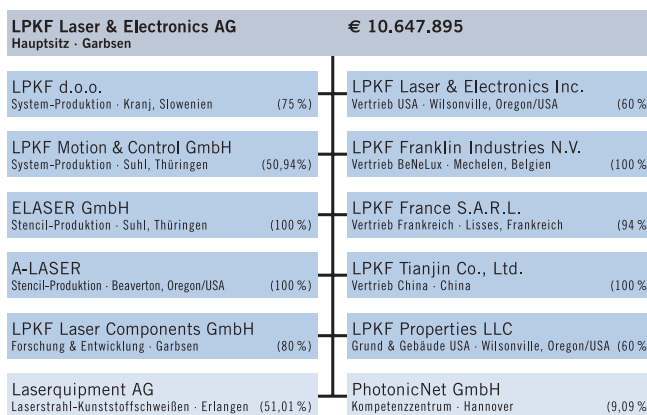 LPKF Laser & Electronics AG € 10.647.895
Hauptsitz · Garbsen
LPKF d.o.o.
System-Produktion · Kranj, Slowenien (75 %)
LPKF Laser & Electronics Inc.
Vertrieb USA · Wilsonville, Oregon/USA (60 %
LPKF Motion & Control GmbH
System-Produktion · Suhl, Thüringen (50,94%)
LPKF Franklin Industries N.V.
Vertrieb BeNeLux · Mechelen, Belgien (100 %
ELASER GmbH
Stencil-Produktion · Suhl, Thüringen (100 %)
LPKF France S.A.R.L.
Vertrieb Frankreich · Lisses, Frankreich (94 %
A-LASER
Stencil-Produktion · Beaverton, Oregon/USA (100 %)
LPKF Tianjin Co., Ltd.
Vertrieb China · China (100 %
LPKF Laser Components GmbH
Forschung & Entwicklung · Garbsen (80 %)
LPKF Properties LLC
Grund & Gebäude USA · Wilsonville, Oregon/USA (60 %
Laserquipment AG
Laserstrahl-Kunststoffschweißen · Erlangen (51,01 %)
PhotonicNet GmbH
Kompetenzzentrum · Hannover (9,09 %